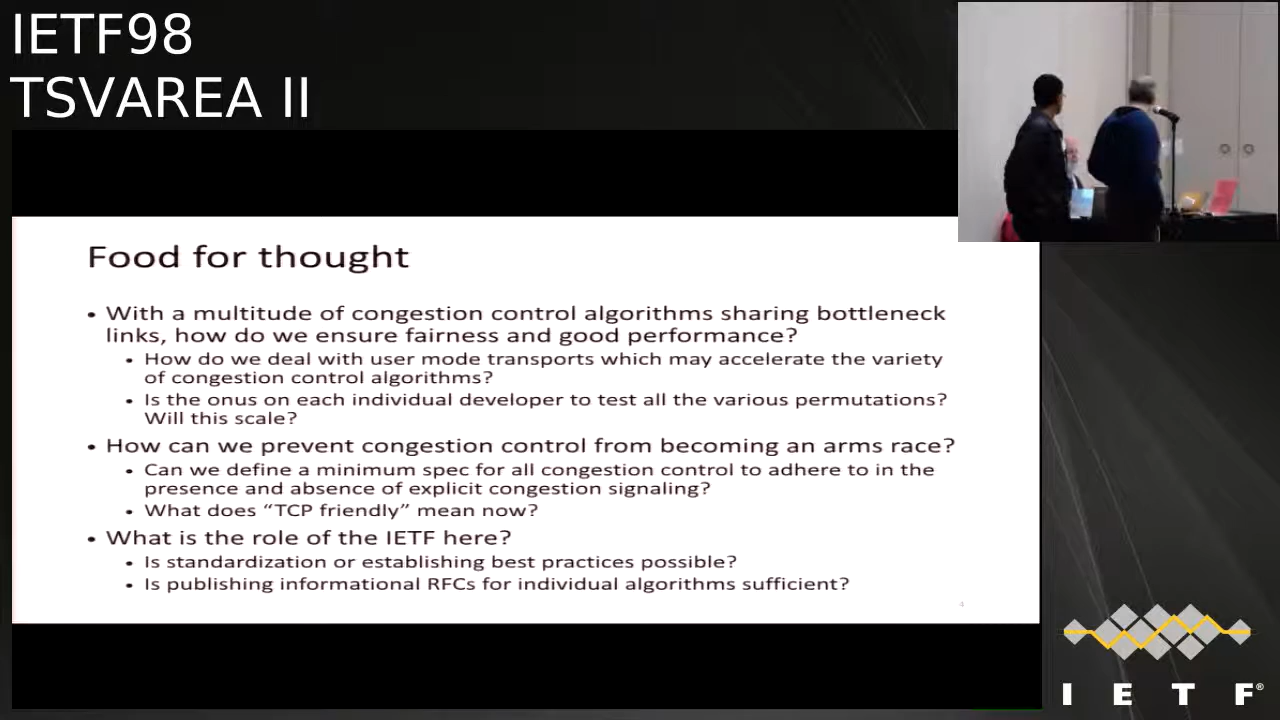 IETF98
TSVAREA II
Food for thought
• With a multitude of congestion control algorithms sharing bottleneck
links, how do we ensure fairness and good performance?
• How do we deal with user mode transports which may accelerate the variety
of congestion control algorithms?
• Is the onus on each individual developer to test all the various permutations?
Will this scale?
• How can we prevent congestion control from becoming an arms race?
• Can we define a minimum spec for all congestion control to adhere to in the
presence and absence of explicit congestion signaling?
• What does “TCP friendly” mean now?
• What is the role of the IETF here?
• Is standardization or establishing best practices possible?
• Is publishing informational RFCs for individual algorithms sufficient?
4
I E T F®